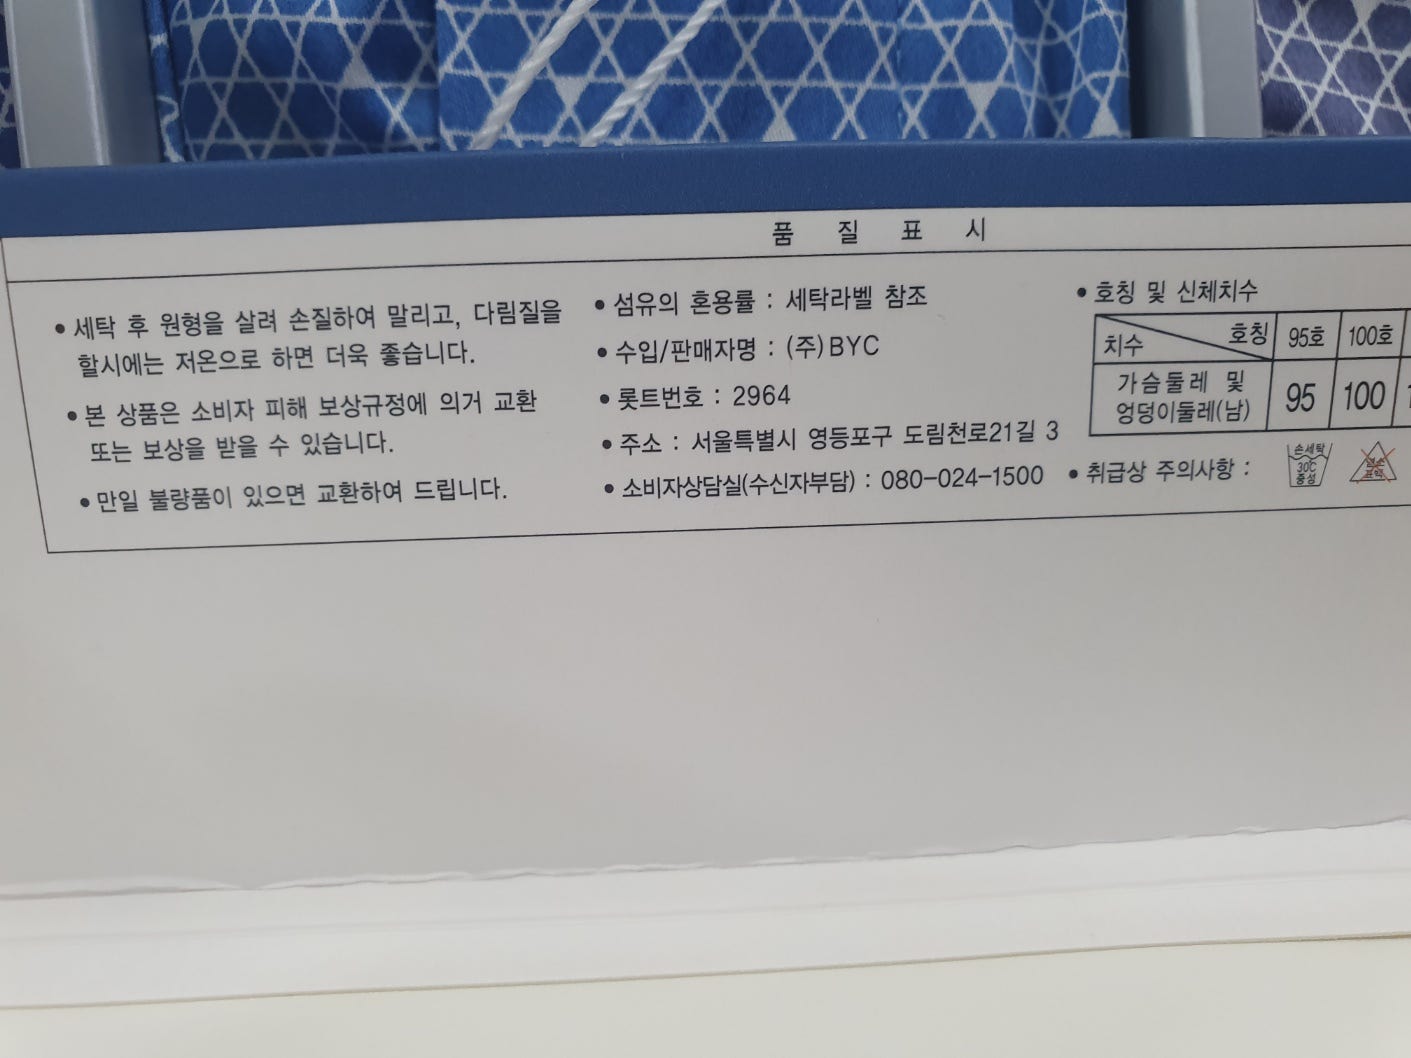 품 질 표 시
• 세탁 후 원형을 살려 손질하여 말리고, 다림질을
할시에는 저온으로 하면 더욱 좋습니다.
• 본 상품은 소비자 피해 보상규정에 의거 교환
또는 보상을 받을 수 있습니다.
• 만일 불량품이 있으면 교환하여 드립니다.
• 섬유의 혼용률 : 세탁라벨 참조
• 수입/판매자명 : (주)BYC
• 롯트번호 : 2964
• 주소 : 서울특별시 영등포구 도림천로21길 3
• 소비자상담실(수신자부담) : 080-024-1500
• 호칭 및 신체치수
치수 호칭 95호 100호
가슴둘레 및
엉덩이둘레(남) 95 100
• 취급상 주의사항 :
손세탁
30℃
중성
염소
표백